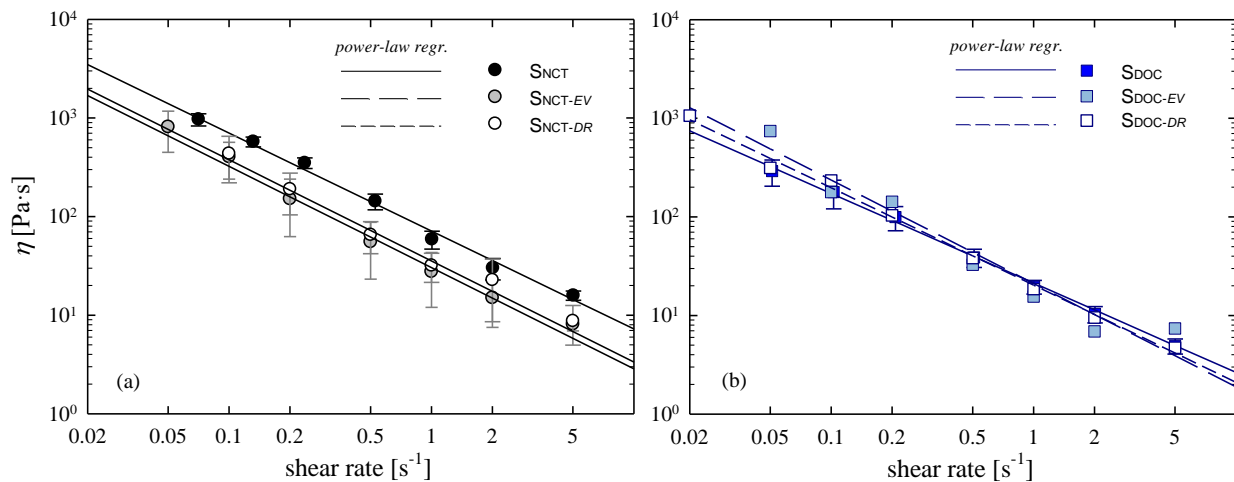 power-law regr.
SNCT
SNCT-EV
SNCT-DR
(a)
10⁴
10³
10²
10¹
10⁰
η [Pa·s]
0.02 0.05 0.1 0.2 0.5 1 2 5
shear rate [s⁻¹]
power-law regr.
SDOC
SDOC-EV
SDOC-DR
(b)
10⁴
10³
10²
10¹
10⁰
0.02 0.05 0.1 0.2 0.5 1 2 5
shear rate [s⁻¹]